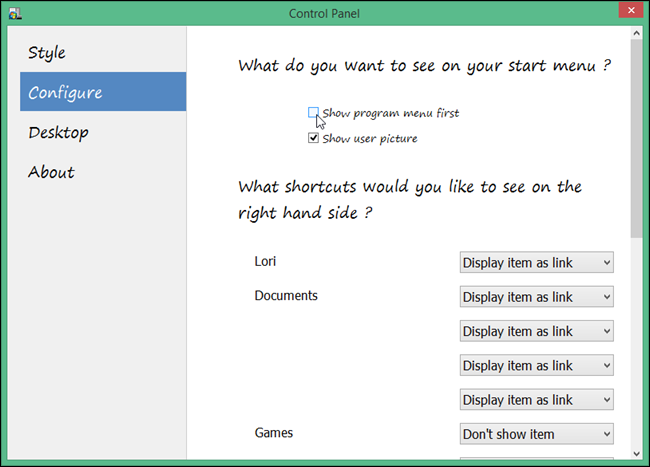 Control Panel
Style
Configure
Desktop
About
What do you want to see on your start menu ?
Show program menu first
Show user picture
What shortcuts would you like to see on the
right hand side ?
Lori Display item as link
Documents Display item as link
Display item as link
Display item as link
Display item as link
Games Don't show item